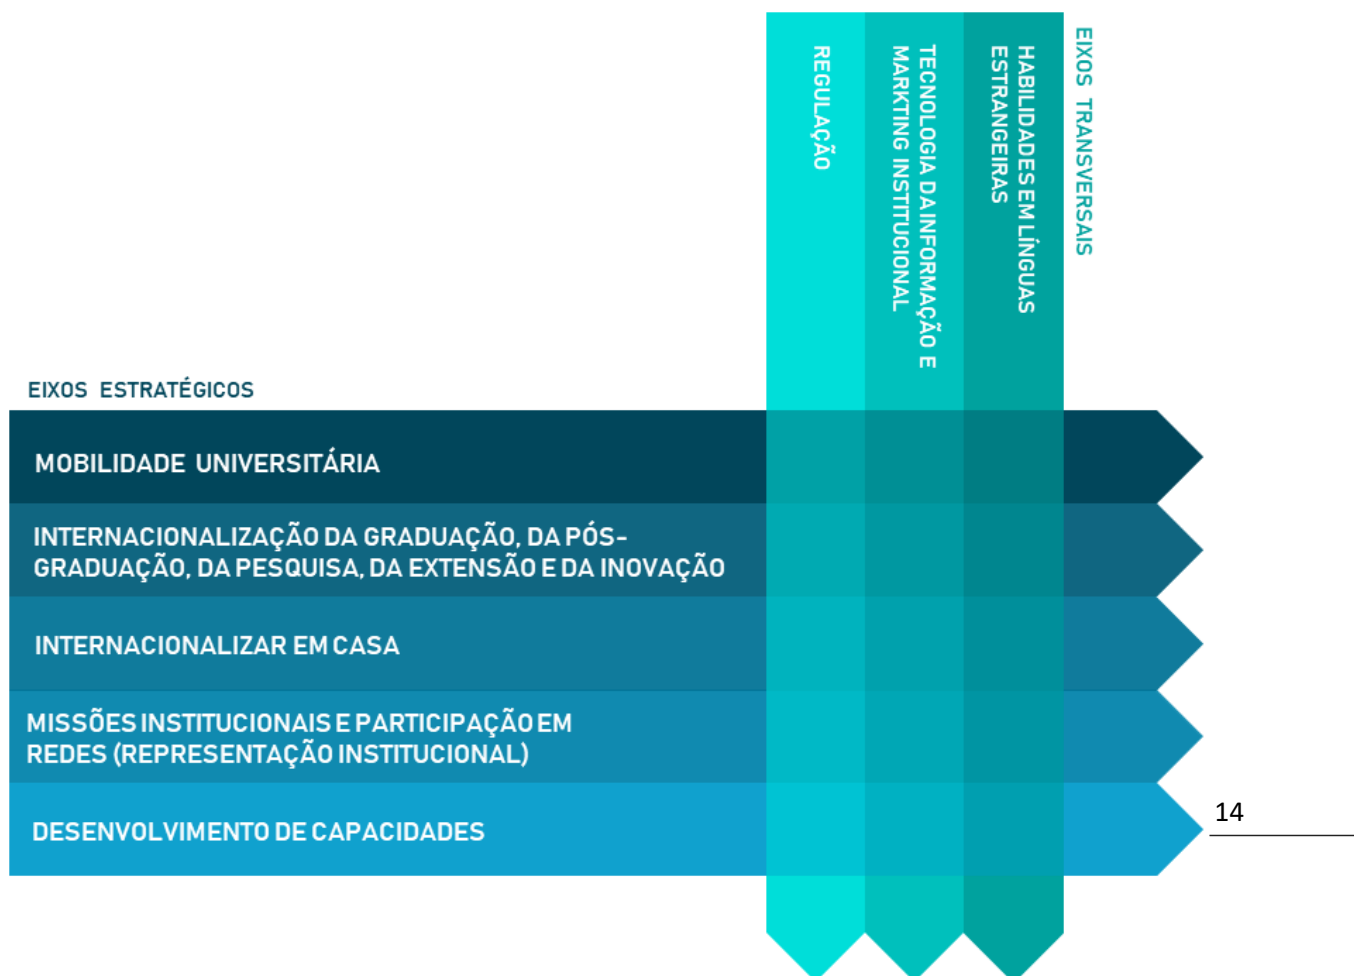 EIXOS TRANSVERSAIS
HABILIDADES EM LÍNGUAS
ESTRANGEIRAS
TECNOLOGIA DA INFORMAÇÃO E
MARKTING INSTITUCIONAL
REGULAÇÃO
EIXOS ESTRATÉGICOS
MOBILIDADE UNIVERSITÁRIA
INTERNACIONALIZAÇÃO DA GRADUAÇÃO, DA PÓS-
GRADUAÇÃO, DA PESQUISA, DA EXTENSÃO E DA INOVAÇÃO
INTERNACIONALIZAR EM CASA
MISSÕES INSTITUCIONAIS E PARTICIPAÇÃO EM
REDES (REPRESENTAÇÃO INSTITUCIONAL)
DESENVOLVIMENTO DE CAPACIDADES
14